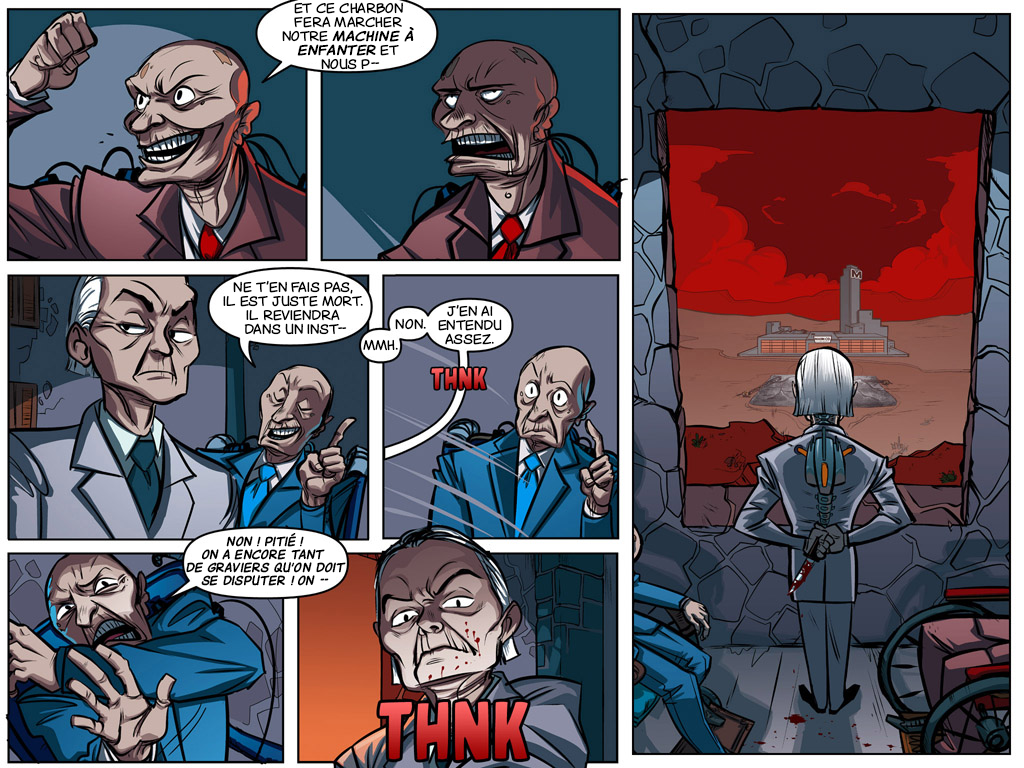 ET CE CHARBON
FERA MARCHER
NOTRE MACHINE À
ENFANTER ET
NOUS P--
NE T'EN FAIS PAS,
IL EST JUSTE MORT.
IL REVIENDRA
DANS UN INST--
MMH.
NON.
J'EN AI
ENTENDU
ASSEZ.
THNK
NON ! PITIÉ !
ON A ENCORE TANT
DE GRAVIERS QU'ON DOIT
SE DISPUTER ! ON --
THNK
M